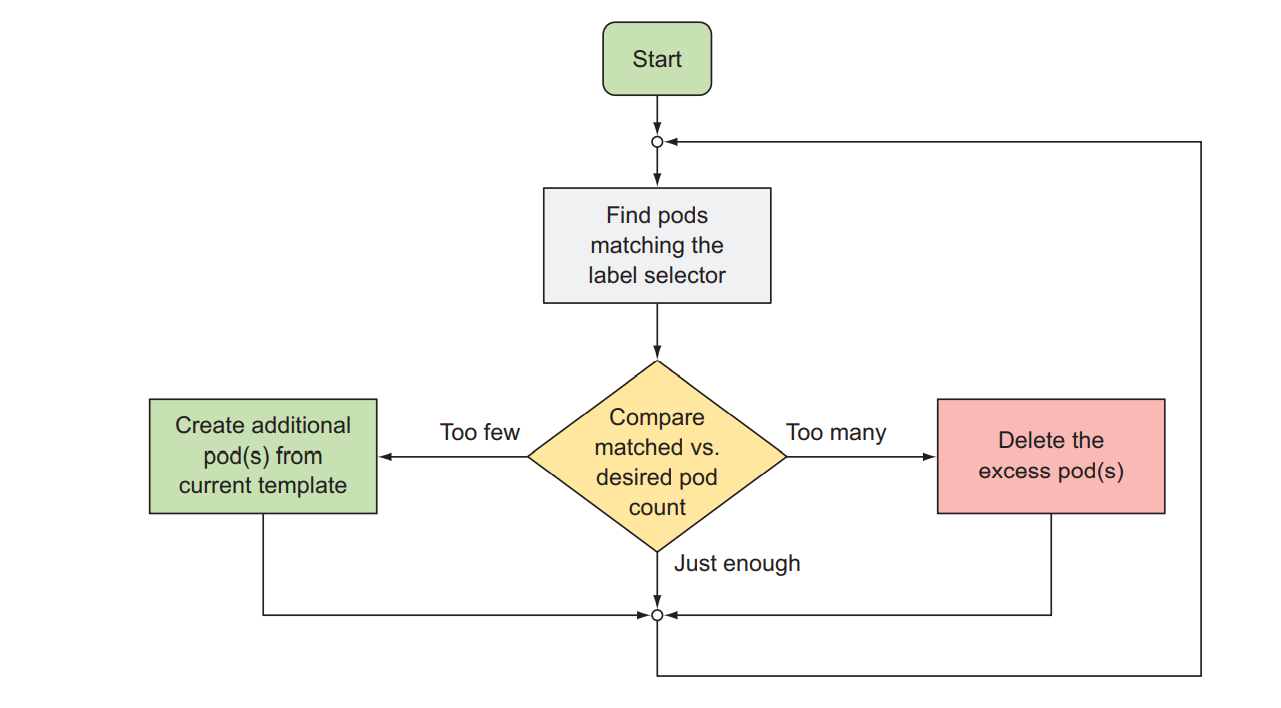 Start
Find pods
matching the
label selector
Compare
matched vs.
desired pod
count
Too few
Too many
Create additional
pod(s) from
current template
Delete the
excess pod(s)
Just enough